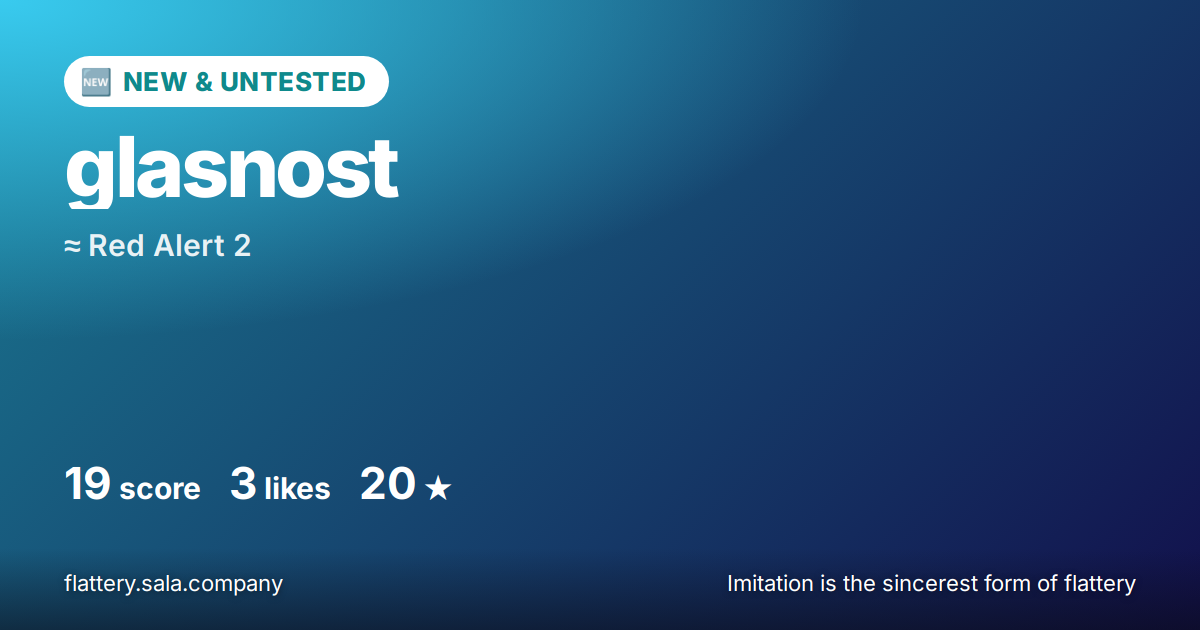 🆕 NEW & UNTESTED
glasnost
≈ Red Alert 2
19 score 3 likes 20 ★
flattery.sala.company
Imitation is the sincerest form of flattery